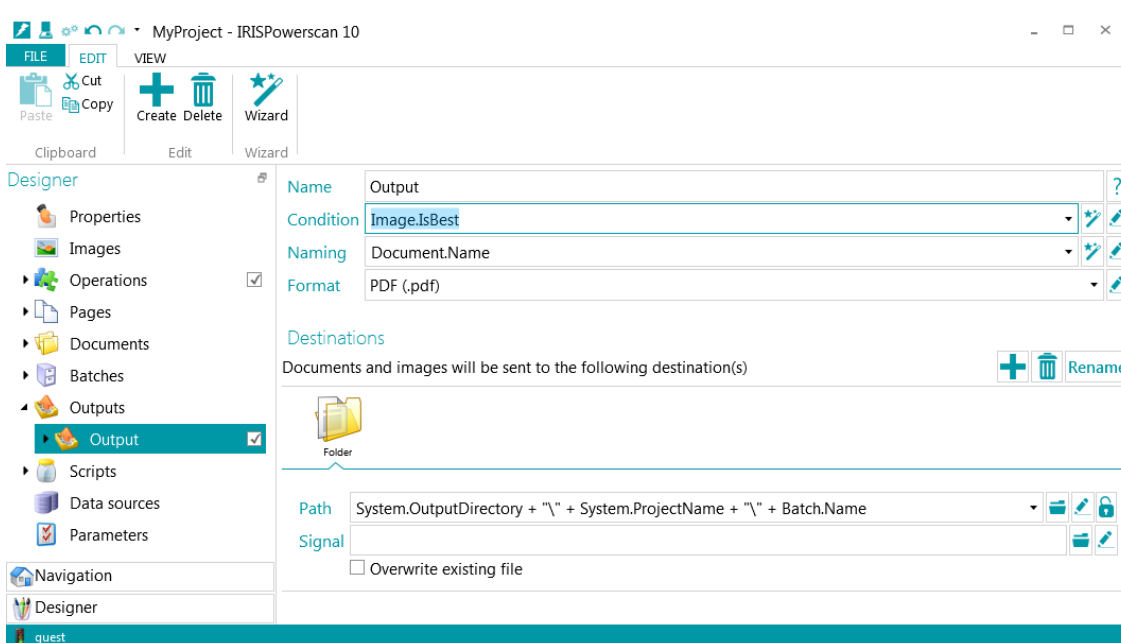 MyProject - IRISPowerscan 10
FILE EDIT VIEW
Paste
Cut
Copy
Create Delete
Wizard
Clipboard Edit Wizard
Designer
Properties
Images
Operations
Pages
Documents
Batches
Outputs
Output
Scripts
Data sources
Parameters
Navigation
Designer
guest
Name Output ?
Condition Image.IsBest
Naming Document.Name
Format PDF (.pdf)
Destinations
Documents and images will be sent to the following destination(s)
Rename
Folder
Path System.OutputDirectory + "\" + System.ProjectName + "\" + Batch.Name
Signal
Overwrite existing file